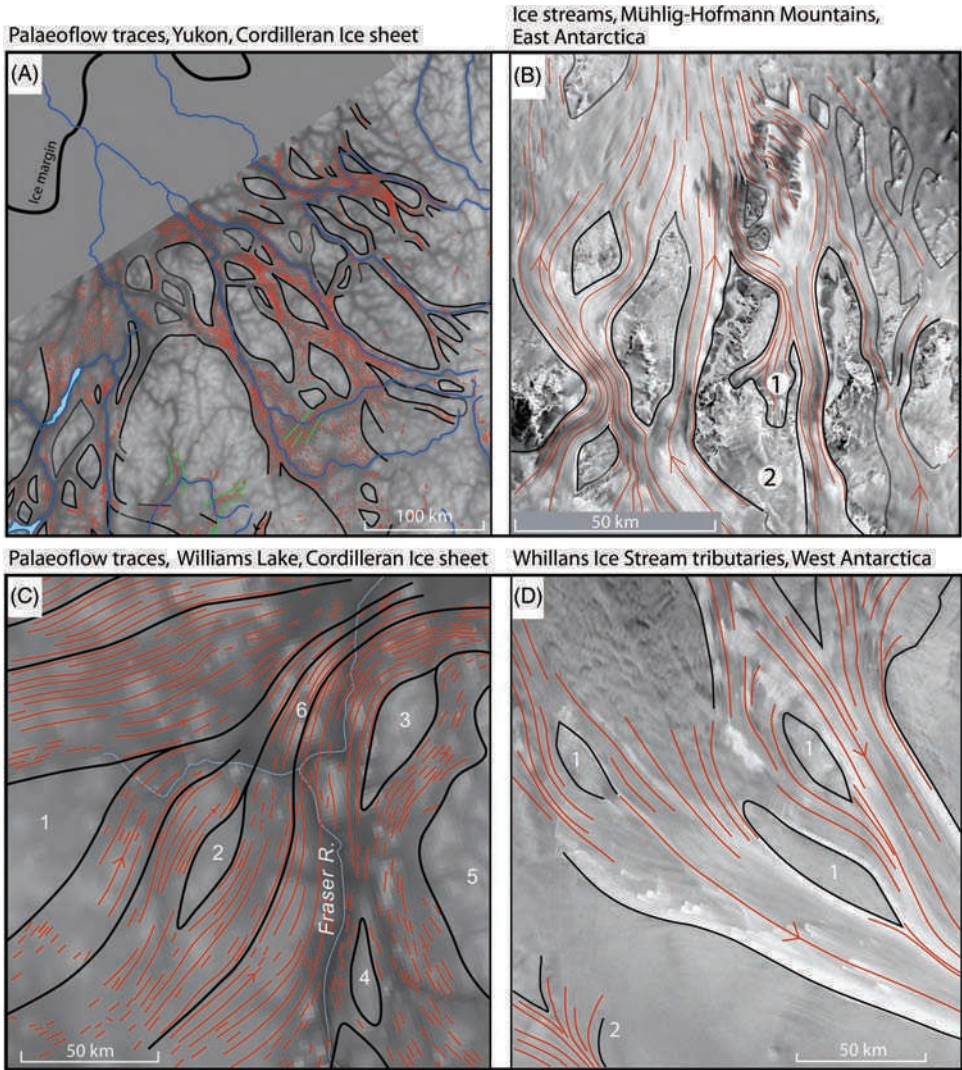 Palaeoflow traces, Yukon, Cordilleran Ice sheet
Ice streams, Mühlig-Hofmann Mountains,
East Antarctica
(A)
Ice margin
100 km
(B)
1
2
50 km
Palaeoflow traces, Williams Lake, Cordilleran Ice sheet
Whillans Ice Stream tributaries, West Antarctica
(C)
6
3
1
2
5
Fraser R.
4
50 km
(D)
1
1
1
2
50 km